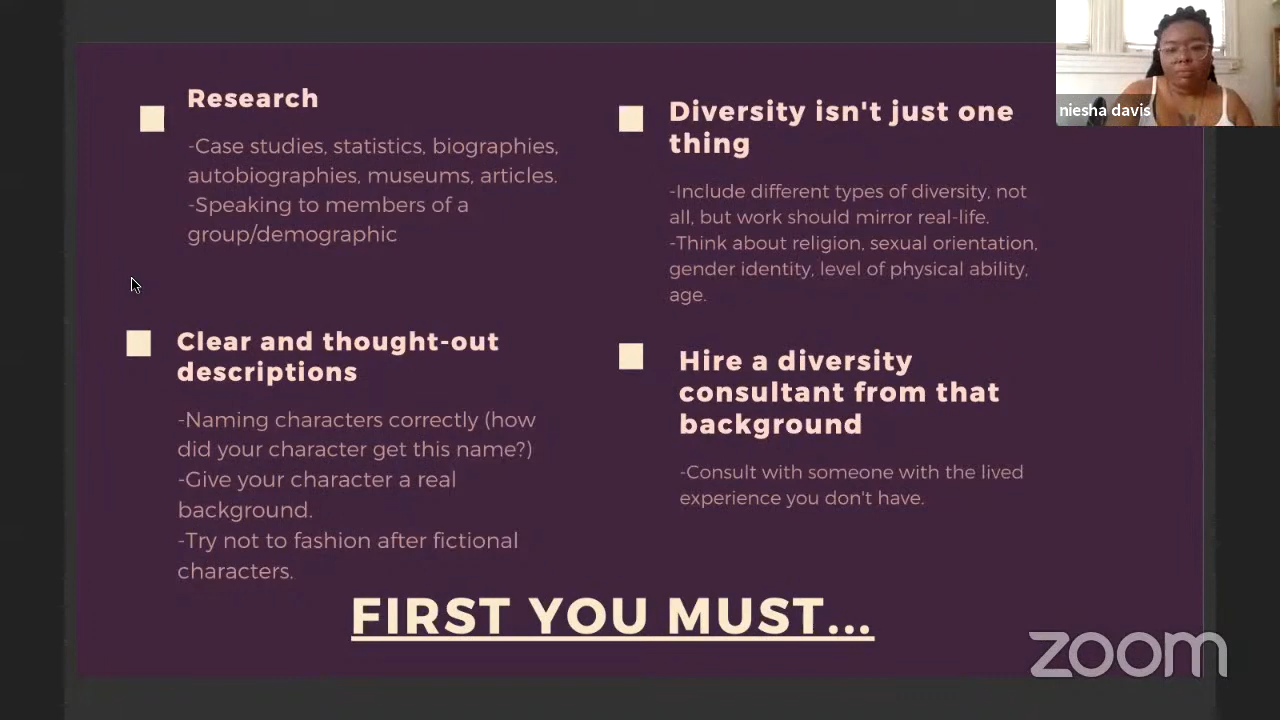 Research
-Case studies, statistics, biographies,
autobiographies, museums, articles.
-Speaking to members of a
group/demographic
Diversity isn't just one
thing
-Include different types of diversity, not
all, but work should mirror real-life.
-Think about religion, sexual orientation,
gender identity, level of physical ability,
age.
Clear and thought-out
descriptions
-Naming characters correctly (how
did your character get this name?)
-Give your character a real
background.
-Try not to fashion after fictional
characters.
Hire a diversity
consultant from that
background
-Consult with someone with the lived
experience you don't have.
FIRST YOU MUST...
niesha davis
zoom